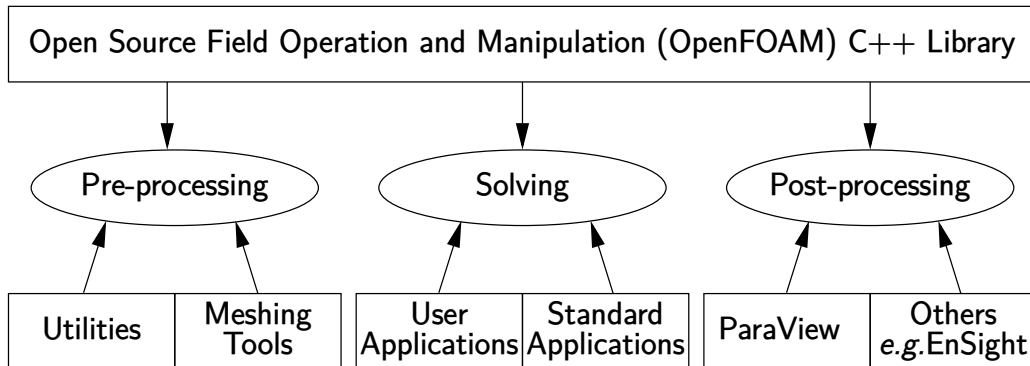 Open Source Field Operation and Manipulation (OpenFOAM) C++ Library
Pre-processing
Solving
Post-processing
Utilities
Meshing
Tools
User
Applications
Standard
Applications
ParaView
Others
e.g.EnSight